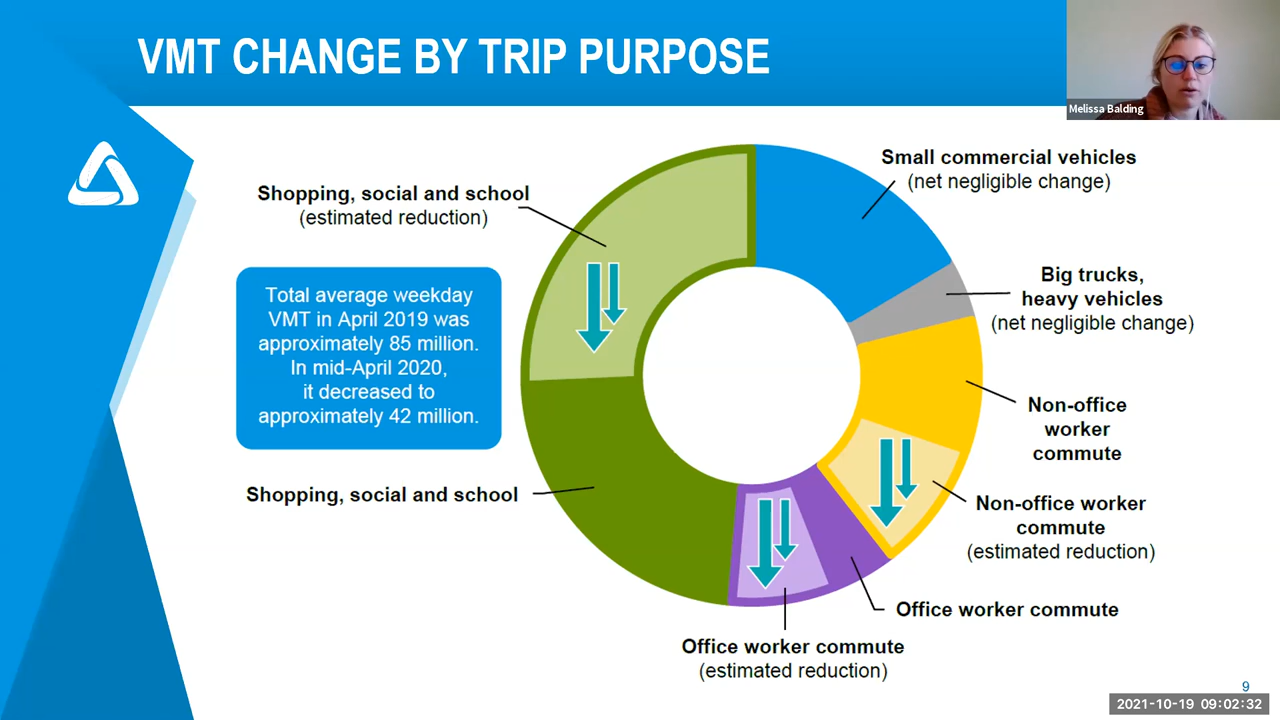 VMT CHANGE BY TRIP PURPOSE
Melissa Balding
Small commercial vehicles
(net negligible change)
Shopping, social and school
(estimated reduction)
Big trucks,
heavy vehicles
(net negligible change)
Total average weekday
VMT in April 2019 was
approximately 85 million.
In mid-April 2020,
it decreased to
approximately 42 million.
Non-office
worker
commute
Shopping, social and school
Non-office worker
commute
(estimated reduction)
Office worker commute
Office worker commute
(estimated reduction)
9
2021-10-19 09:02:32